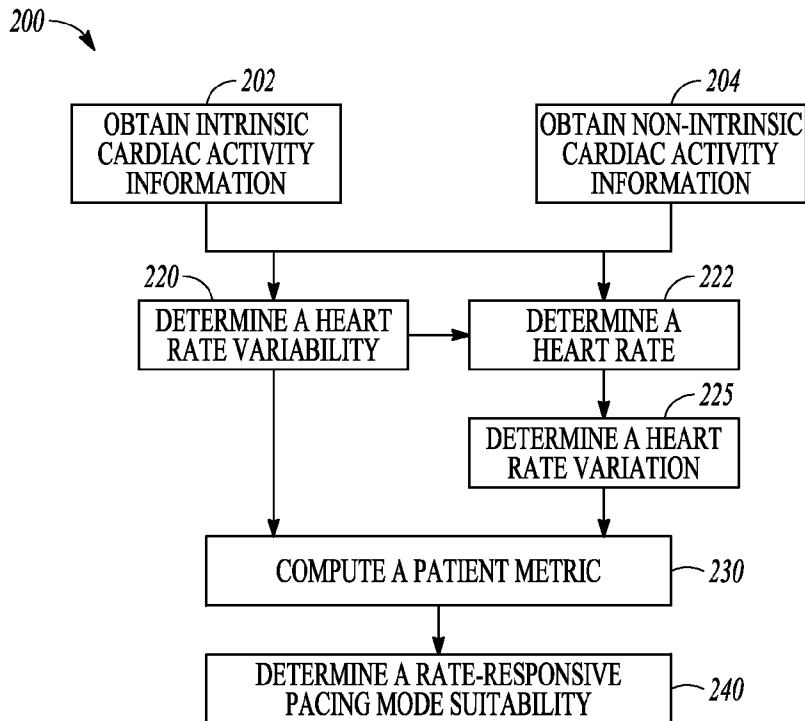 200
202
OBTAIN INTRINSIC
CARDIAC ACTIVITY
INFORMATION
204
OBTAIN NON-INTRINSIC
CARDIAC ACTIVITY
INFORMATION
220
DETERMINE A HEART
RATE VARIABILITY
222
DETERMINE A
HEART RATE
225
DETERMINE A HEART
RATE VARIATION
COMPUTE A PATIENT METRIC
230
DETERMINE A RATE-RESPONSIVE
PACING MODE SUITABILITY
240